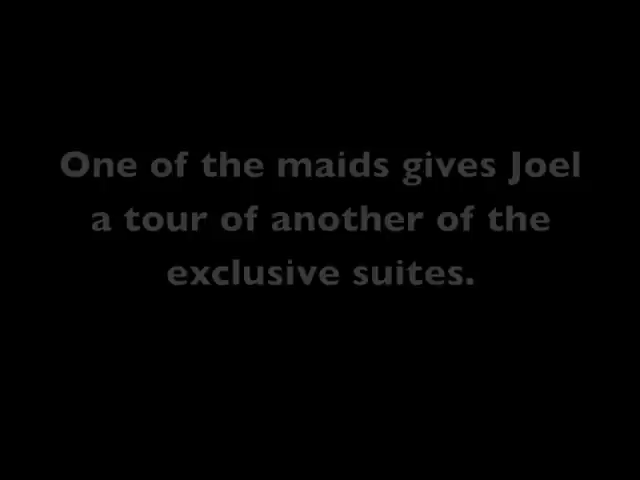 One of the maids gives Joel
a tour of another of the
exclusive suites.